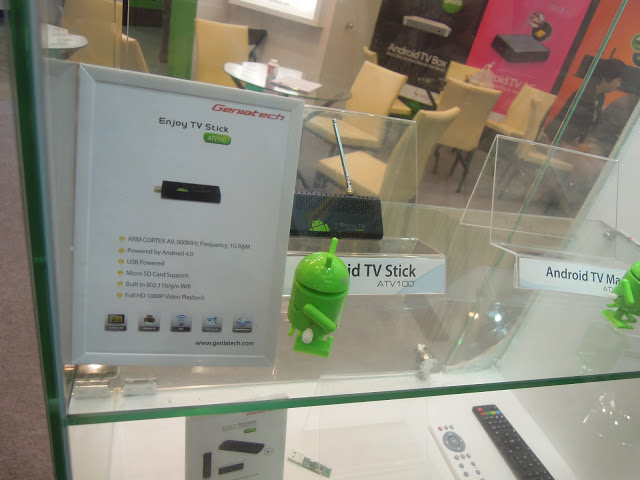 Geniatech
Enjoy TV Stick
ATV100
ARM CORTEX A9, 800MHz Frequency, 1G RAM
Powered by Android 4.0
USB Powered
Micro SD Card Support
Built In 802.11b/g/n Wifi
Full HD 1080P Video Playback
www.geniatech.com
Android TV Box
Android TV
id TV Stick
ATV100
Android TV Ma